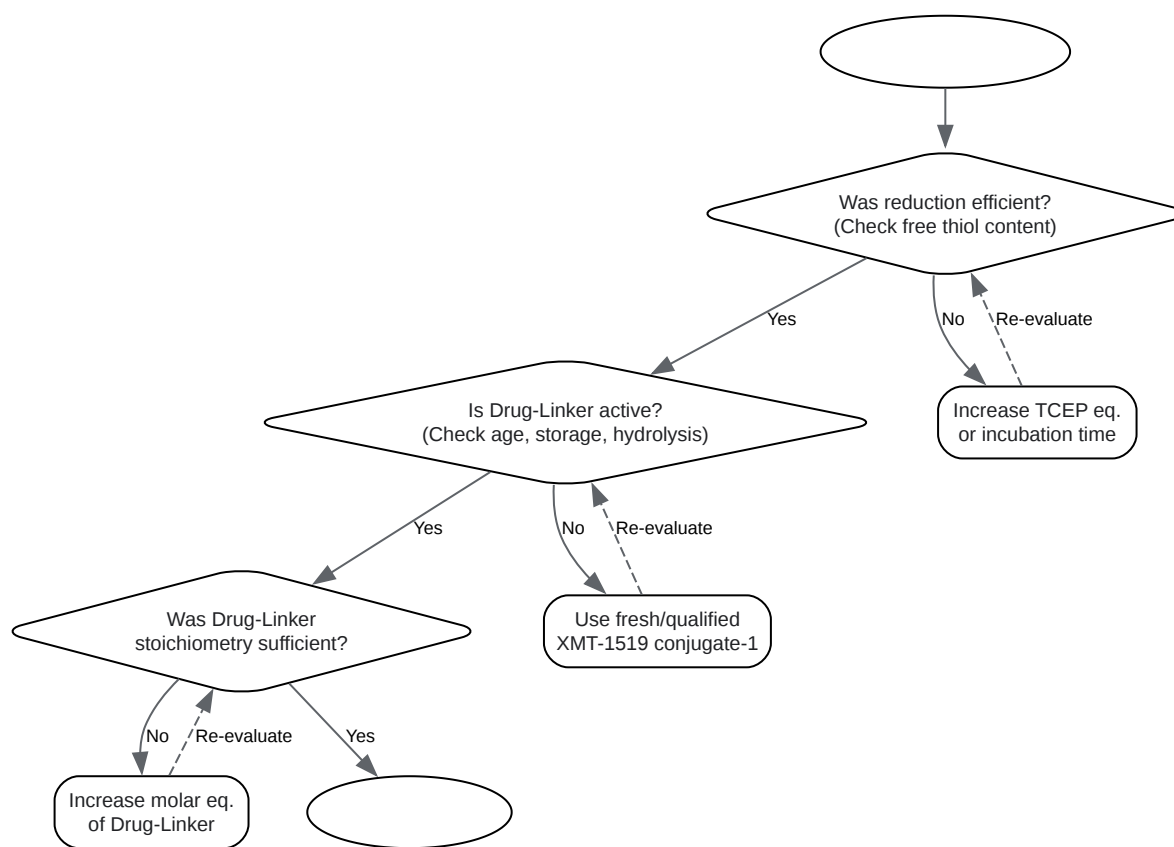 Was reduction efficient?
(Check free thiol content)
Yes
No
Re-evaluate
Increase TCEP eq.
or incubation time
Is Drug-Linker active?
(Check age, storage, hydrolysis)
Yes
No
Re-evaluate
Use fresh/qualified
XMT-1519 conjugate-1
Was Drug-Linker
stoichiometry sufficient?
No
Re-evaluate
Yes
Increase molar eq.
of Drug-Linker